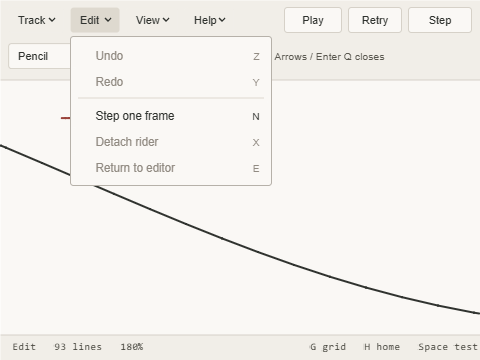 Track Edit View Help Play Retry Step
Pencil Arrows / Enter Q closes
Undo Z
Redo Y
Step one frame N
Detach rider X
Return to editor E
Edit 93 lines 180% G grid H home Space test